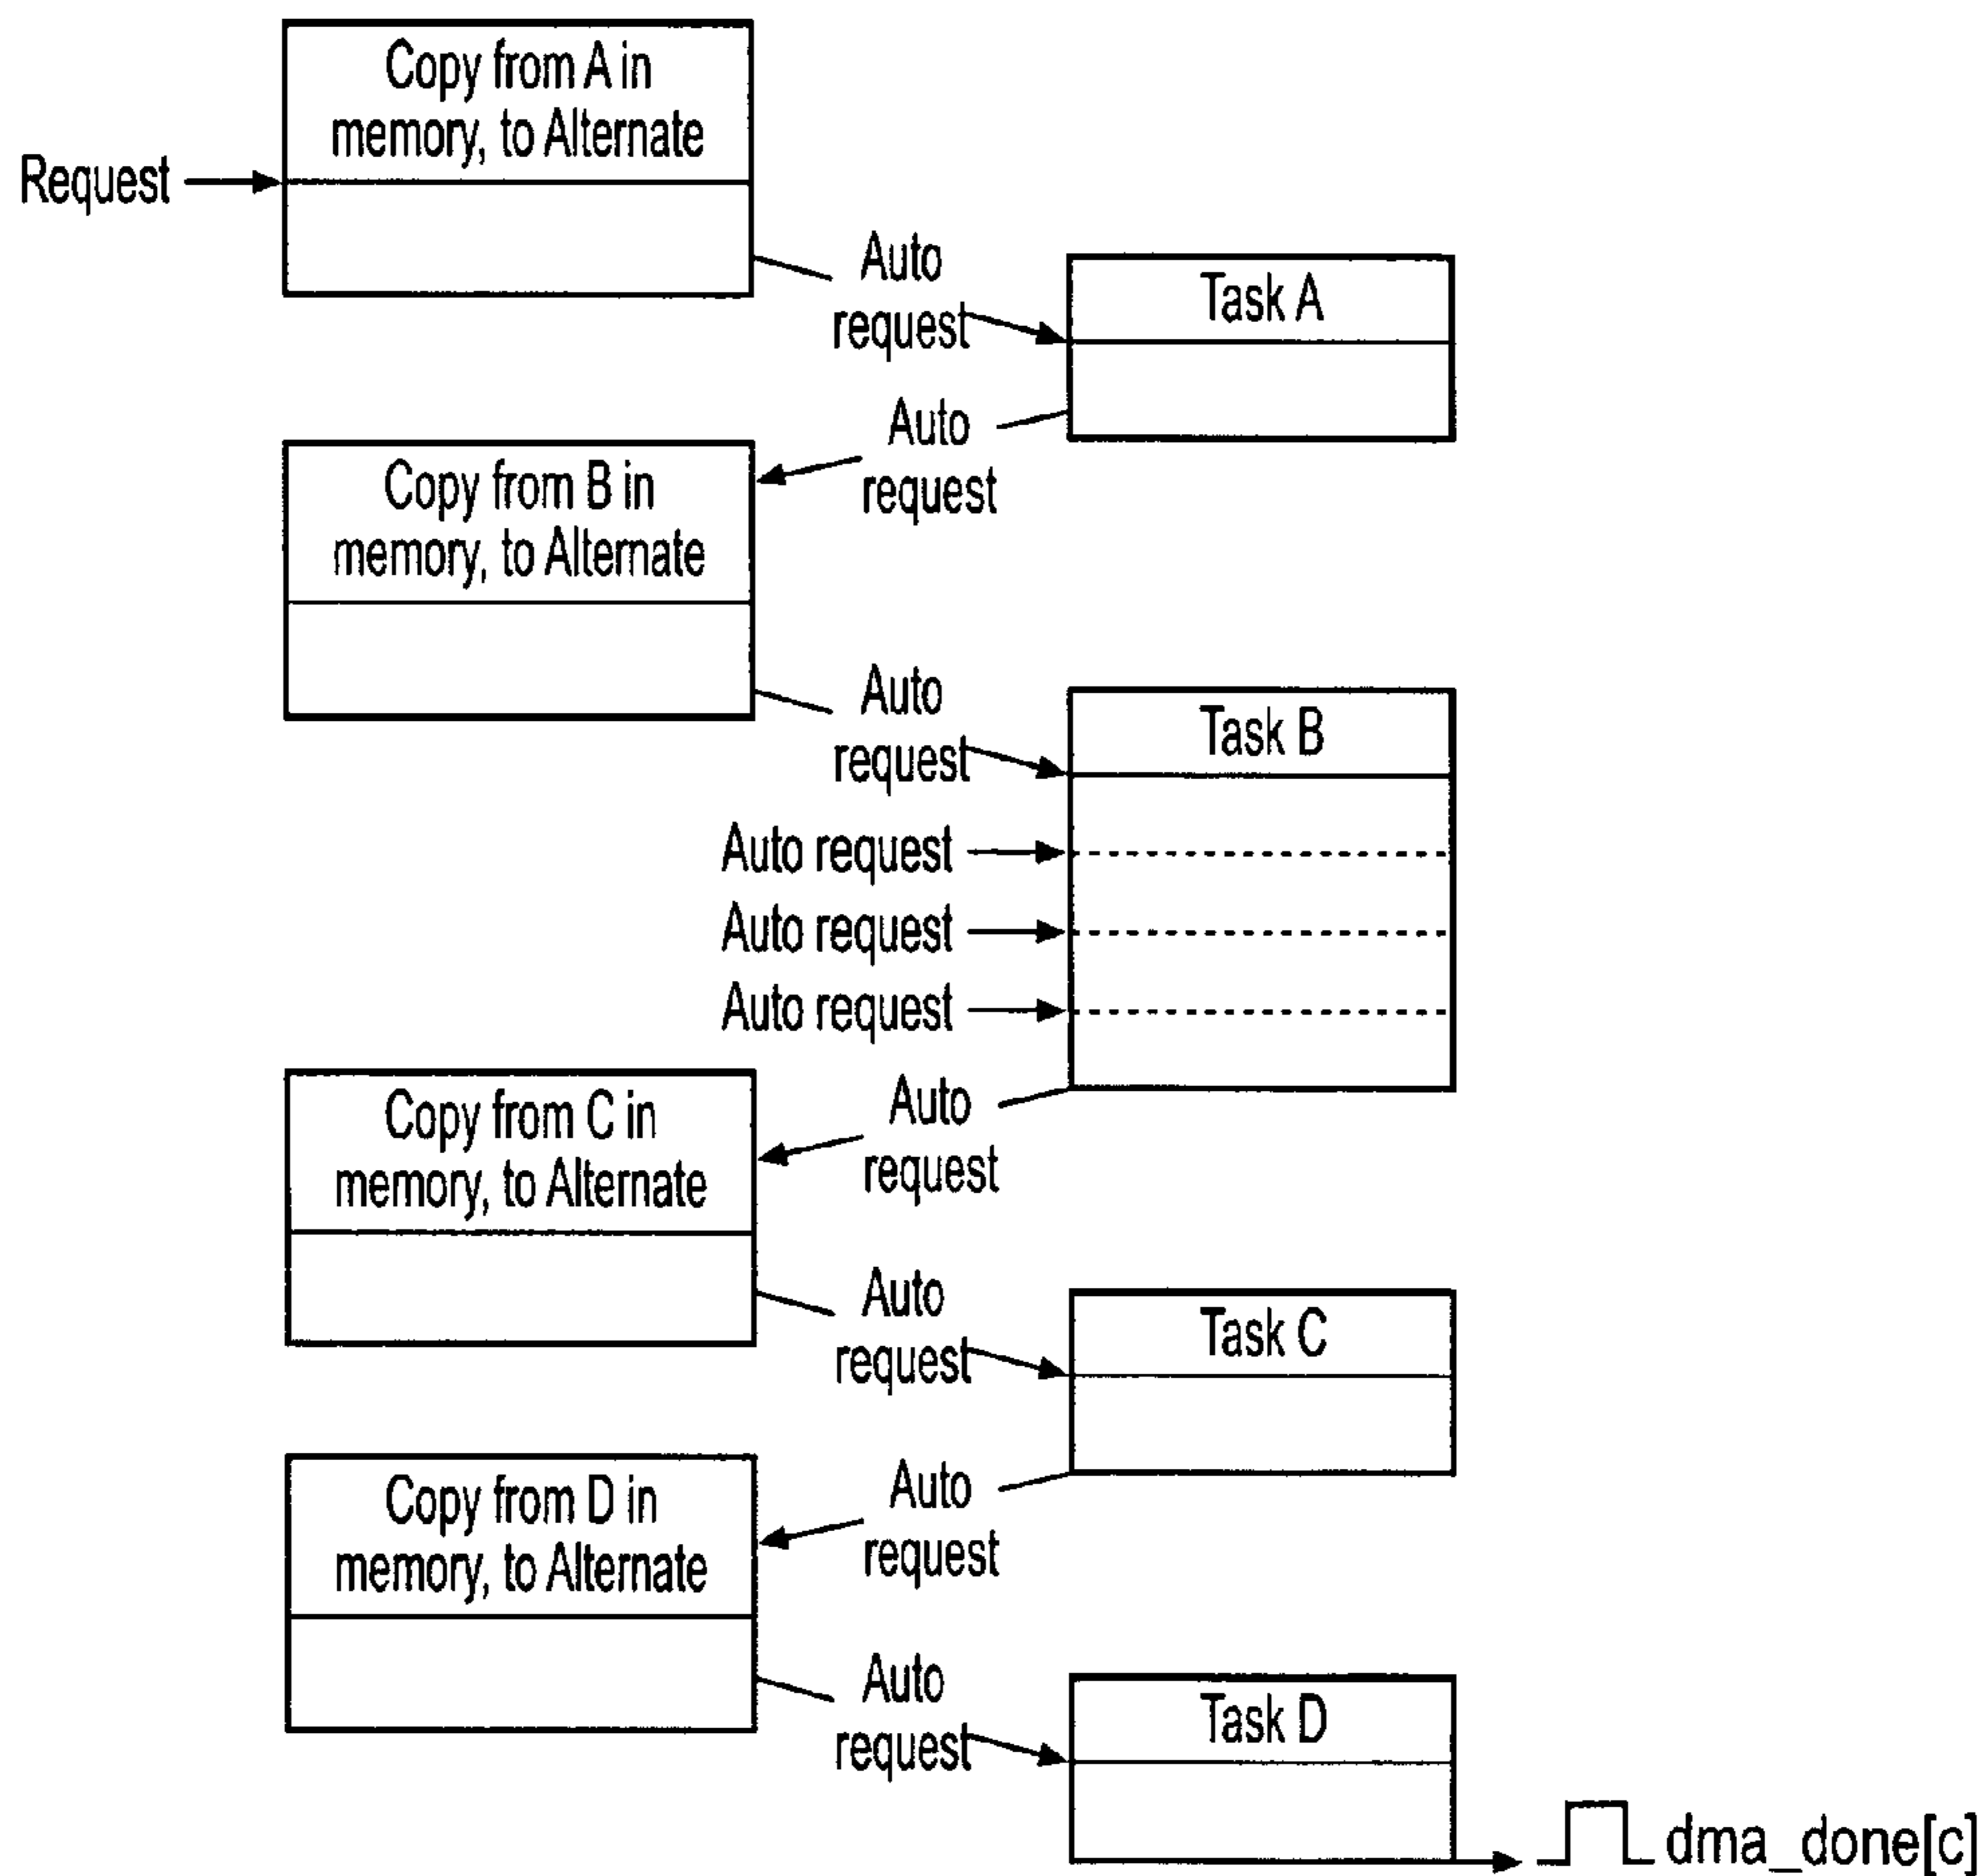 Copy from A in
memory, to Alternate
Request
Auto
request
Task A
Auto
request
Copy from B in
memory, to Alternate
Auto
request
Task B
Auto request
Auto request
Auto request
Auto
request
Copy from C in
memory, to Alternate
Auto
request
Task C
Auto
request
Copy from D in
memory, to Alternate
Auto
request
Task D
dma_done[c]